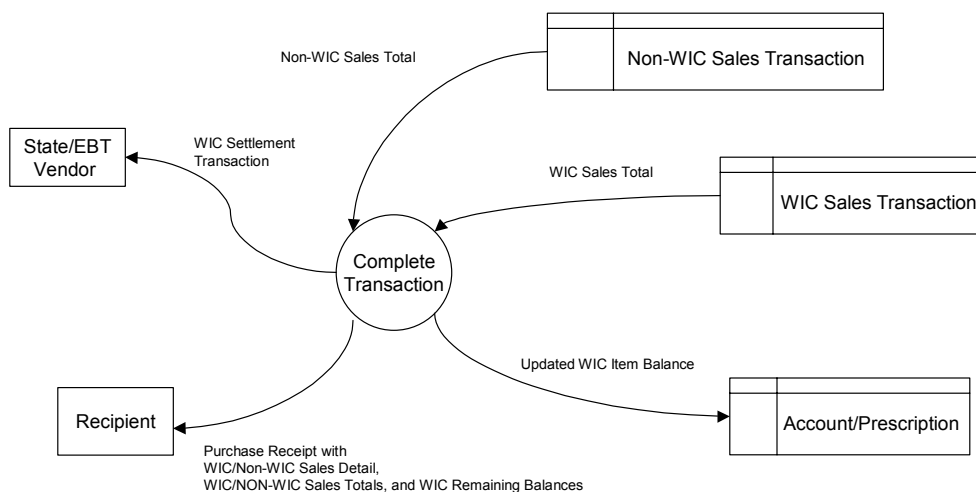 Non-WIC Sales Total
Non-WIC Sales Transaction
State/EBT
Vendor
WIC Settlement
Transaction
WIC Sales Total
WIC Sales Transaction
Complete
Transaction
Updated WIC Item Balance
Recipient
Account/Prescription
Purchase Receipt with
WIC/Non-WIC Sales Detail,
WIC/NON-WIC Sales Totals, and WIC Remaining Balances